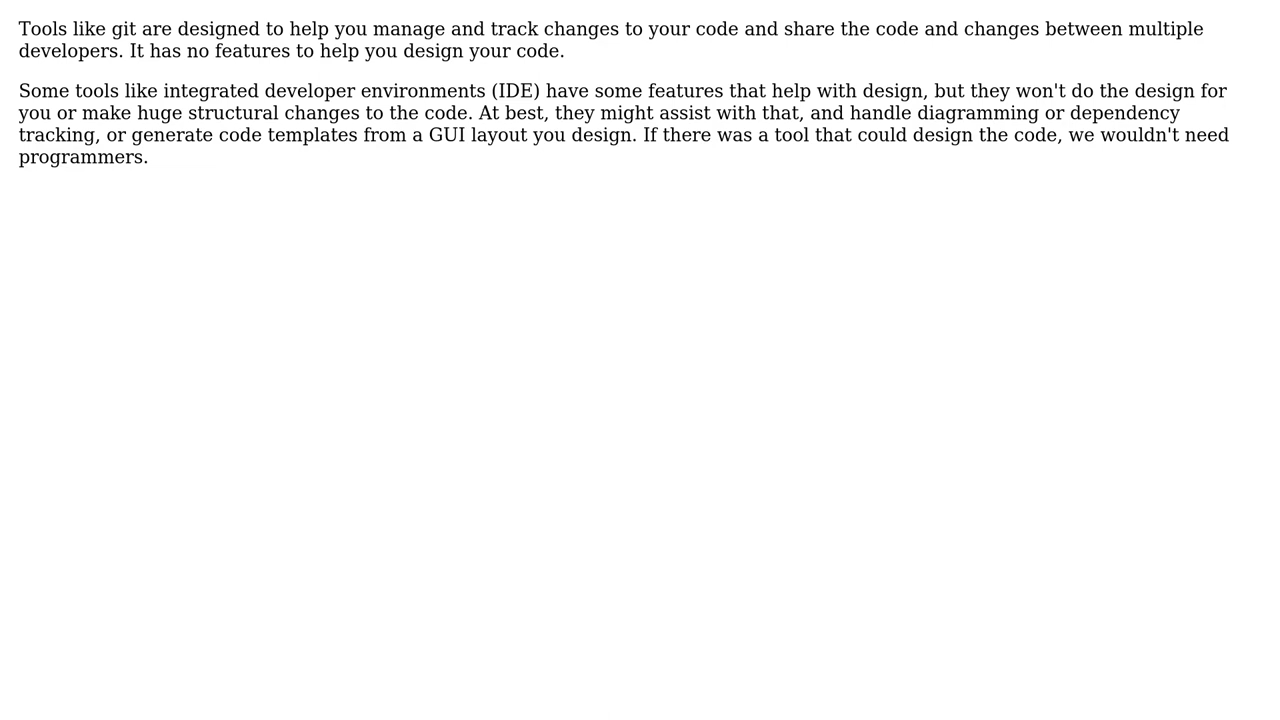 Tools like git are designed to help you manage and track changes to your code and share the code and changes between multiple
developers. It has no features to help you design your code.
Some tools like integrated developer environments (IDE) have some features that help with design, but they won't do the design for
you or make huge structural changes to the code. At best, they might assist with that, and handle diagramming or dependency
tracking, or generate code templates from a GUI layout you design. If there was a tool that could design the code, we wouldn't need
programmers.